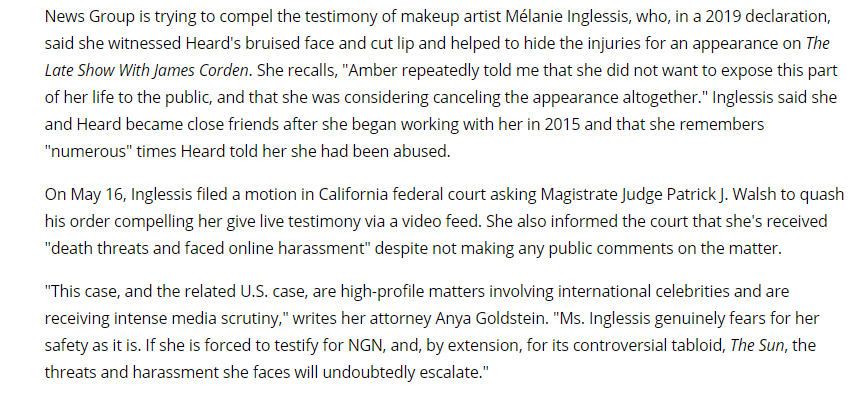 News Group is trying to compel the testimony of makeup artist Mélanie Inglessis, who, in a 2019 declaration,
said she witnessed Heard's bruised face and cut lip and helped to hide the injuries for an appearance on The
Late Show With James Corden. She recalls, "Amber repeatedly told me that she did not want to expose this part
of her life to the public, and that she was considering canceling the appearance altogether." Inglessis said she
and Heard became close friends after she began working with her in 2015 and that she remembers
"numerous" times Heard told her she had been abused.
On May 16, Inglessis filed a motion in California federal court asking Magistrate Judge Patrick J. Walsh to quash
his order compelling her give live testimony via a video feed. She also informed the court that she's received
"death threats and faced online harassment" despite not making any public comments on the matter.
"This case, and the related U.S. case, are high-profile matters involving international celebrities and are
receiving intense media scrutiny," writes her attorney Anya Goldstein. "Ms. Inglessis genuinely fears for her
safety as it is. If she is forced to testify for NGN, and, by extension, for its controversial tabloid, The Sun, the
threats and harassment she faces will undoubtedly escalate."